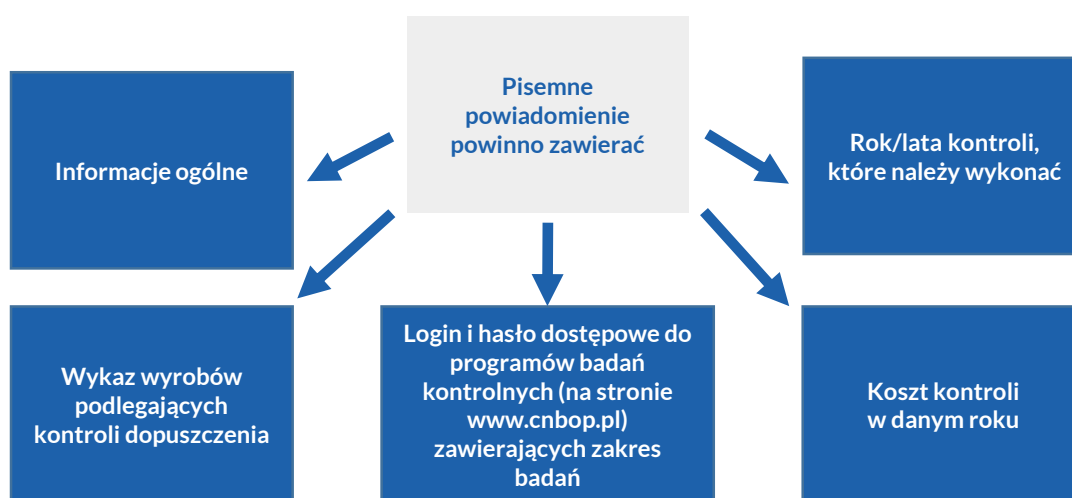 Pisemne
powiadomienie
powinno zawierać
Informacje ogólne
Rok/lata kontroli,
które należy wykonać
Wykaz wyrobów
podlegających
kontroli dopuszczenia
Login i hasło dostępowe do
programów badań
kontrolnych (na stronie
www.cnbop.pl)
zawierających zakres
badań
Koszt kontroli
w danym roku